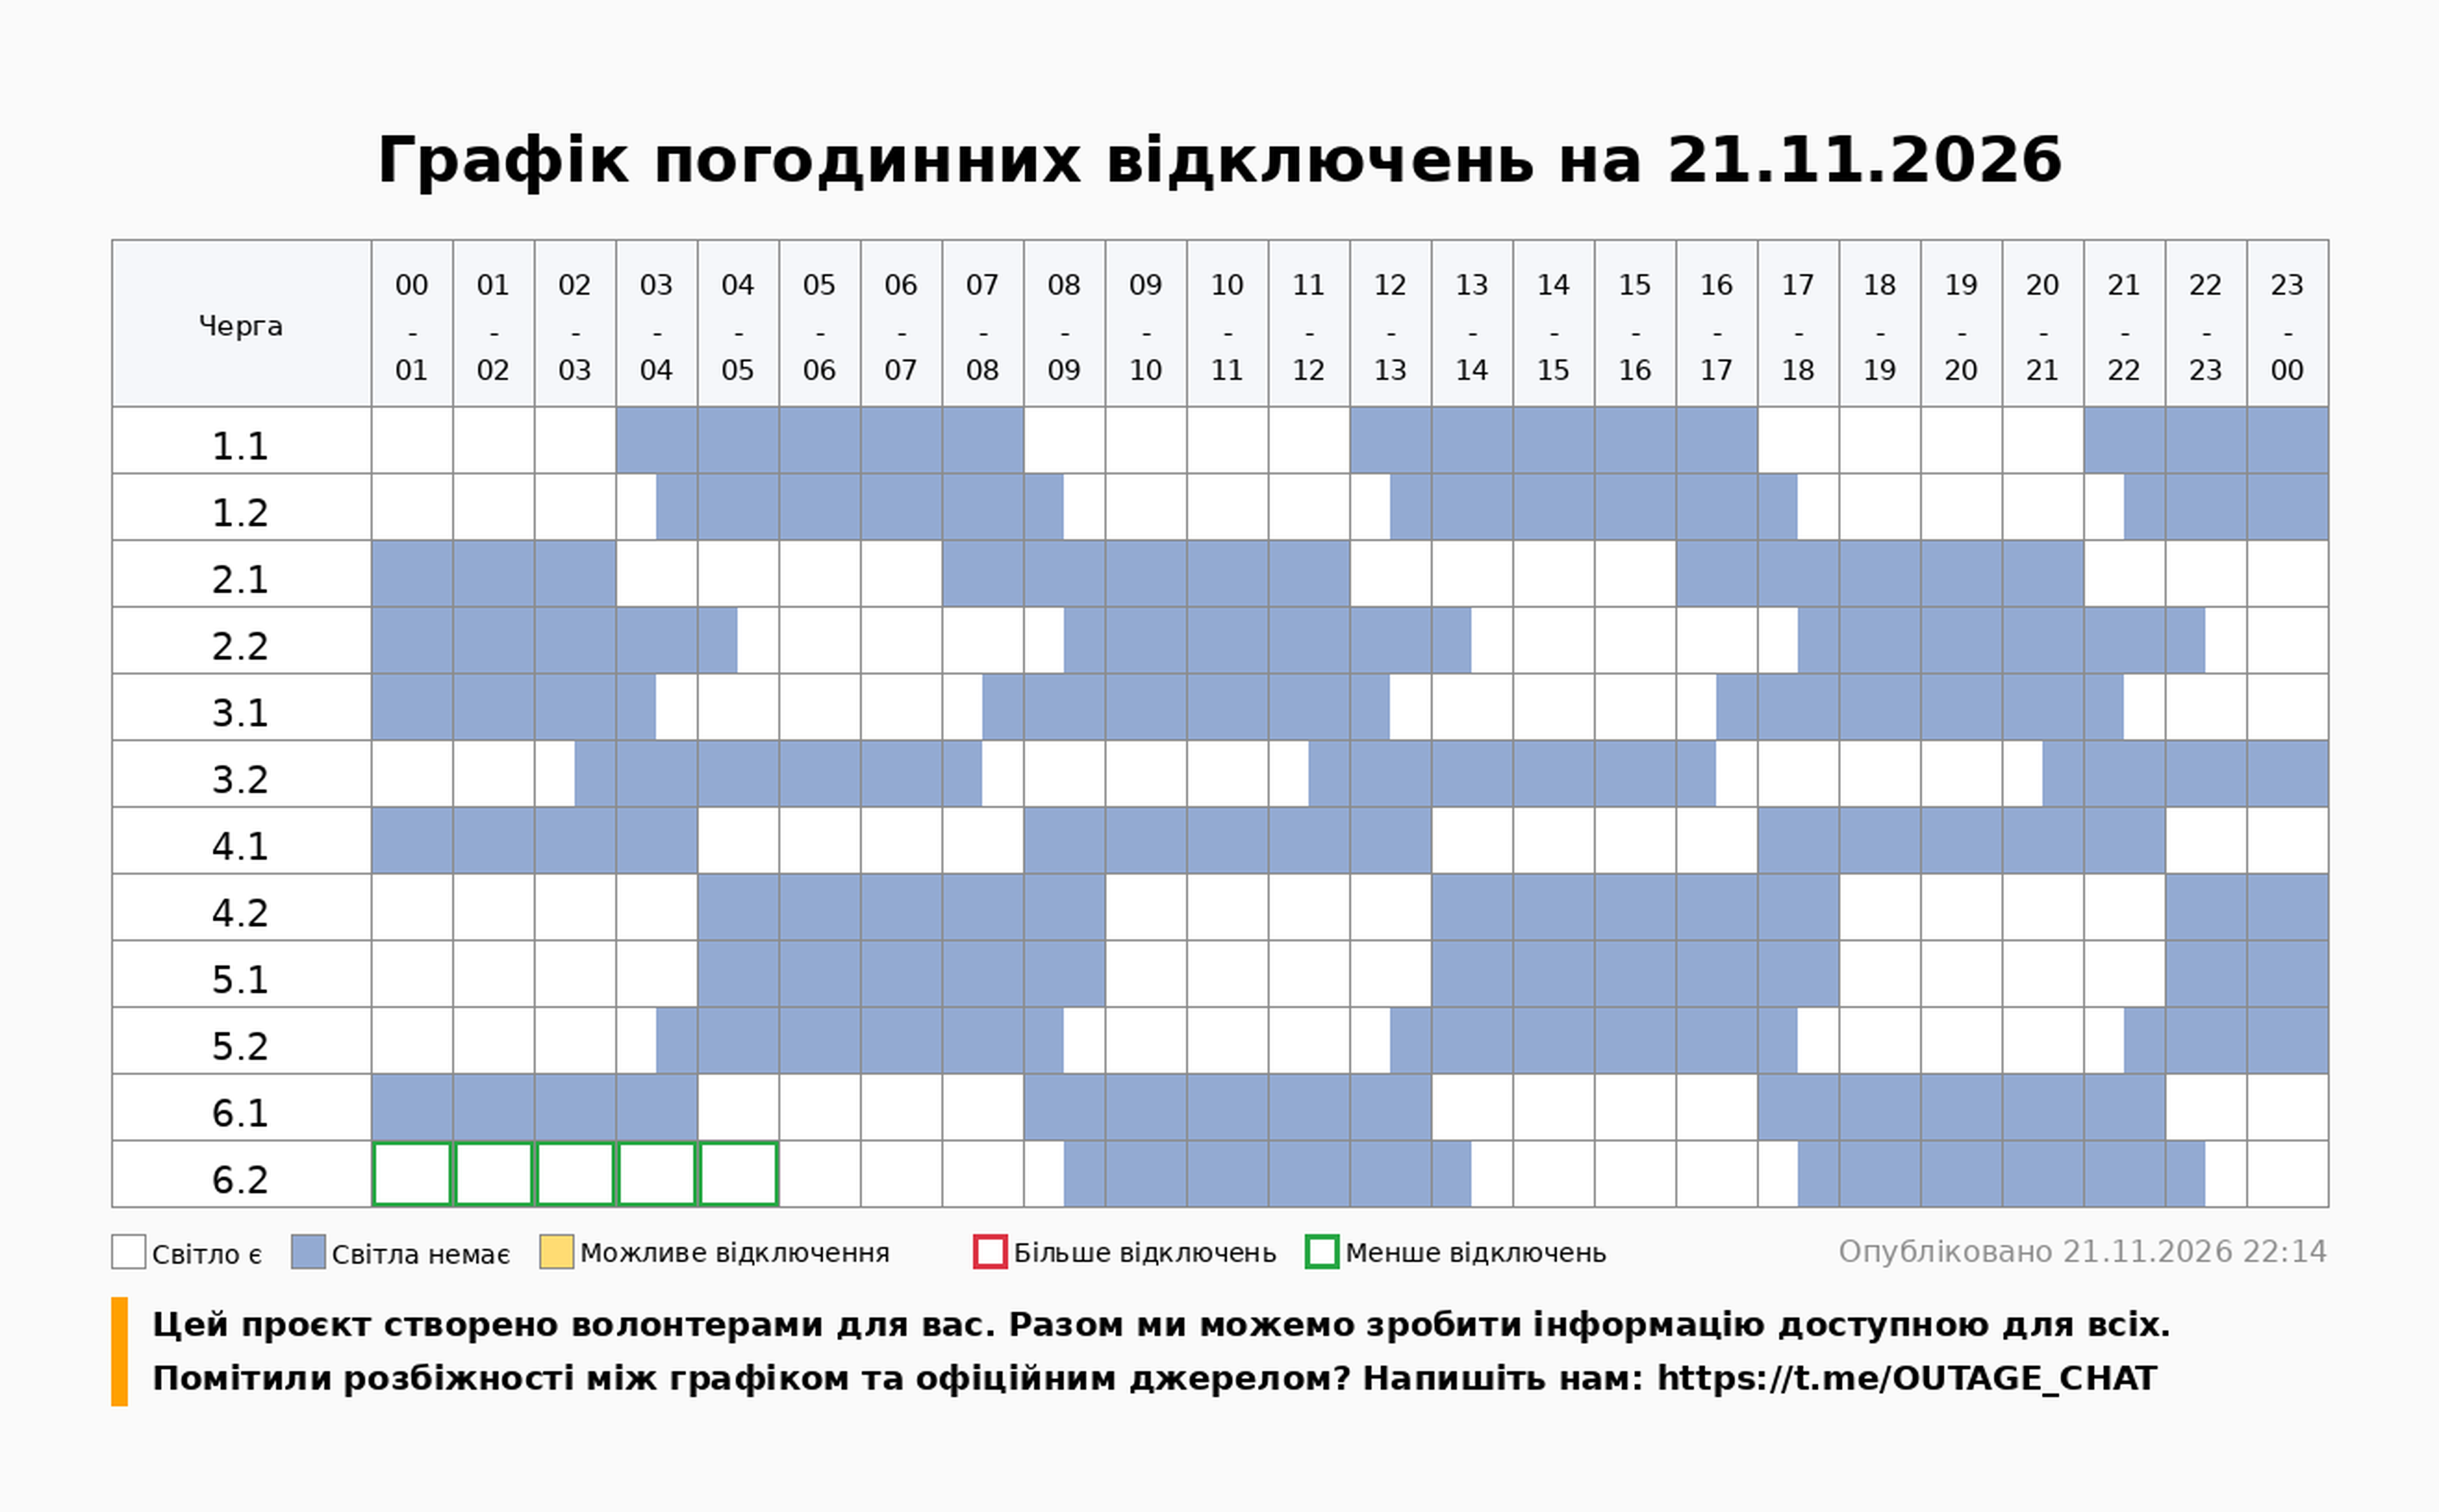 Графік погодинних відключень на 21.11.2026
Черга 00 - 01 01 - 02 02 - 03 03 - 04 04 - 05 05 - 06 06 - 07 07 - 08 08 - 09 09 - 10 10 - 11 11 - 12 12 - 13 13 - 14 14 - 15 15 - 16 16 - 17 17 - 18 18 - 19 19 - 20 20 - 21 21 - 22 22 - 23 23 - 00
1.1
1.2
2.1
2.2
3.1
3.2
4.1
4.2
5.1
5.2
6.1
6.2
Світло є Світла немає Можливе відключення Більше відключень Менше відключень Опубліковано 21.11.2026 22:14
Цей проєкт створено волонтерами для вас. Разом ми можемо зробити інформацію доступною для всіх.
Помітили розбіжності між графіком та офіційним джерелом? Напишіть нам: https://t.me/OUTAGE_CHAT